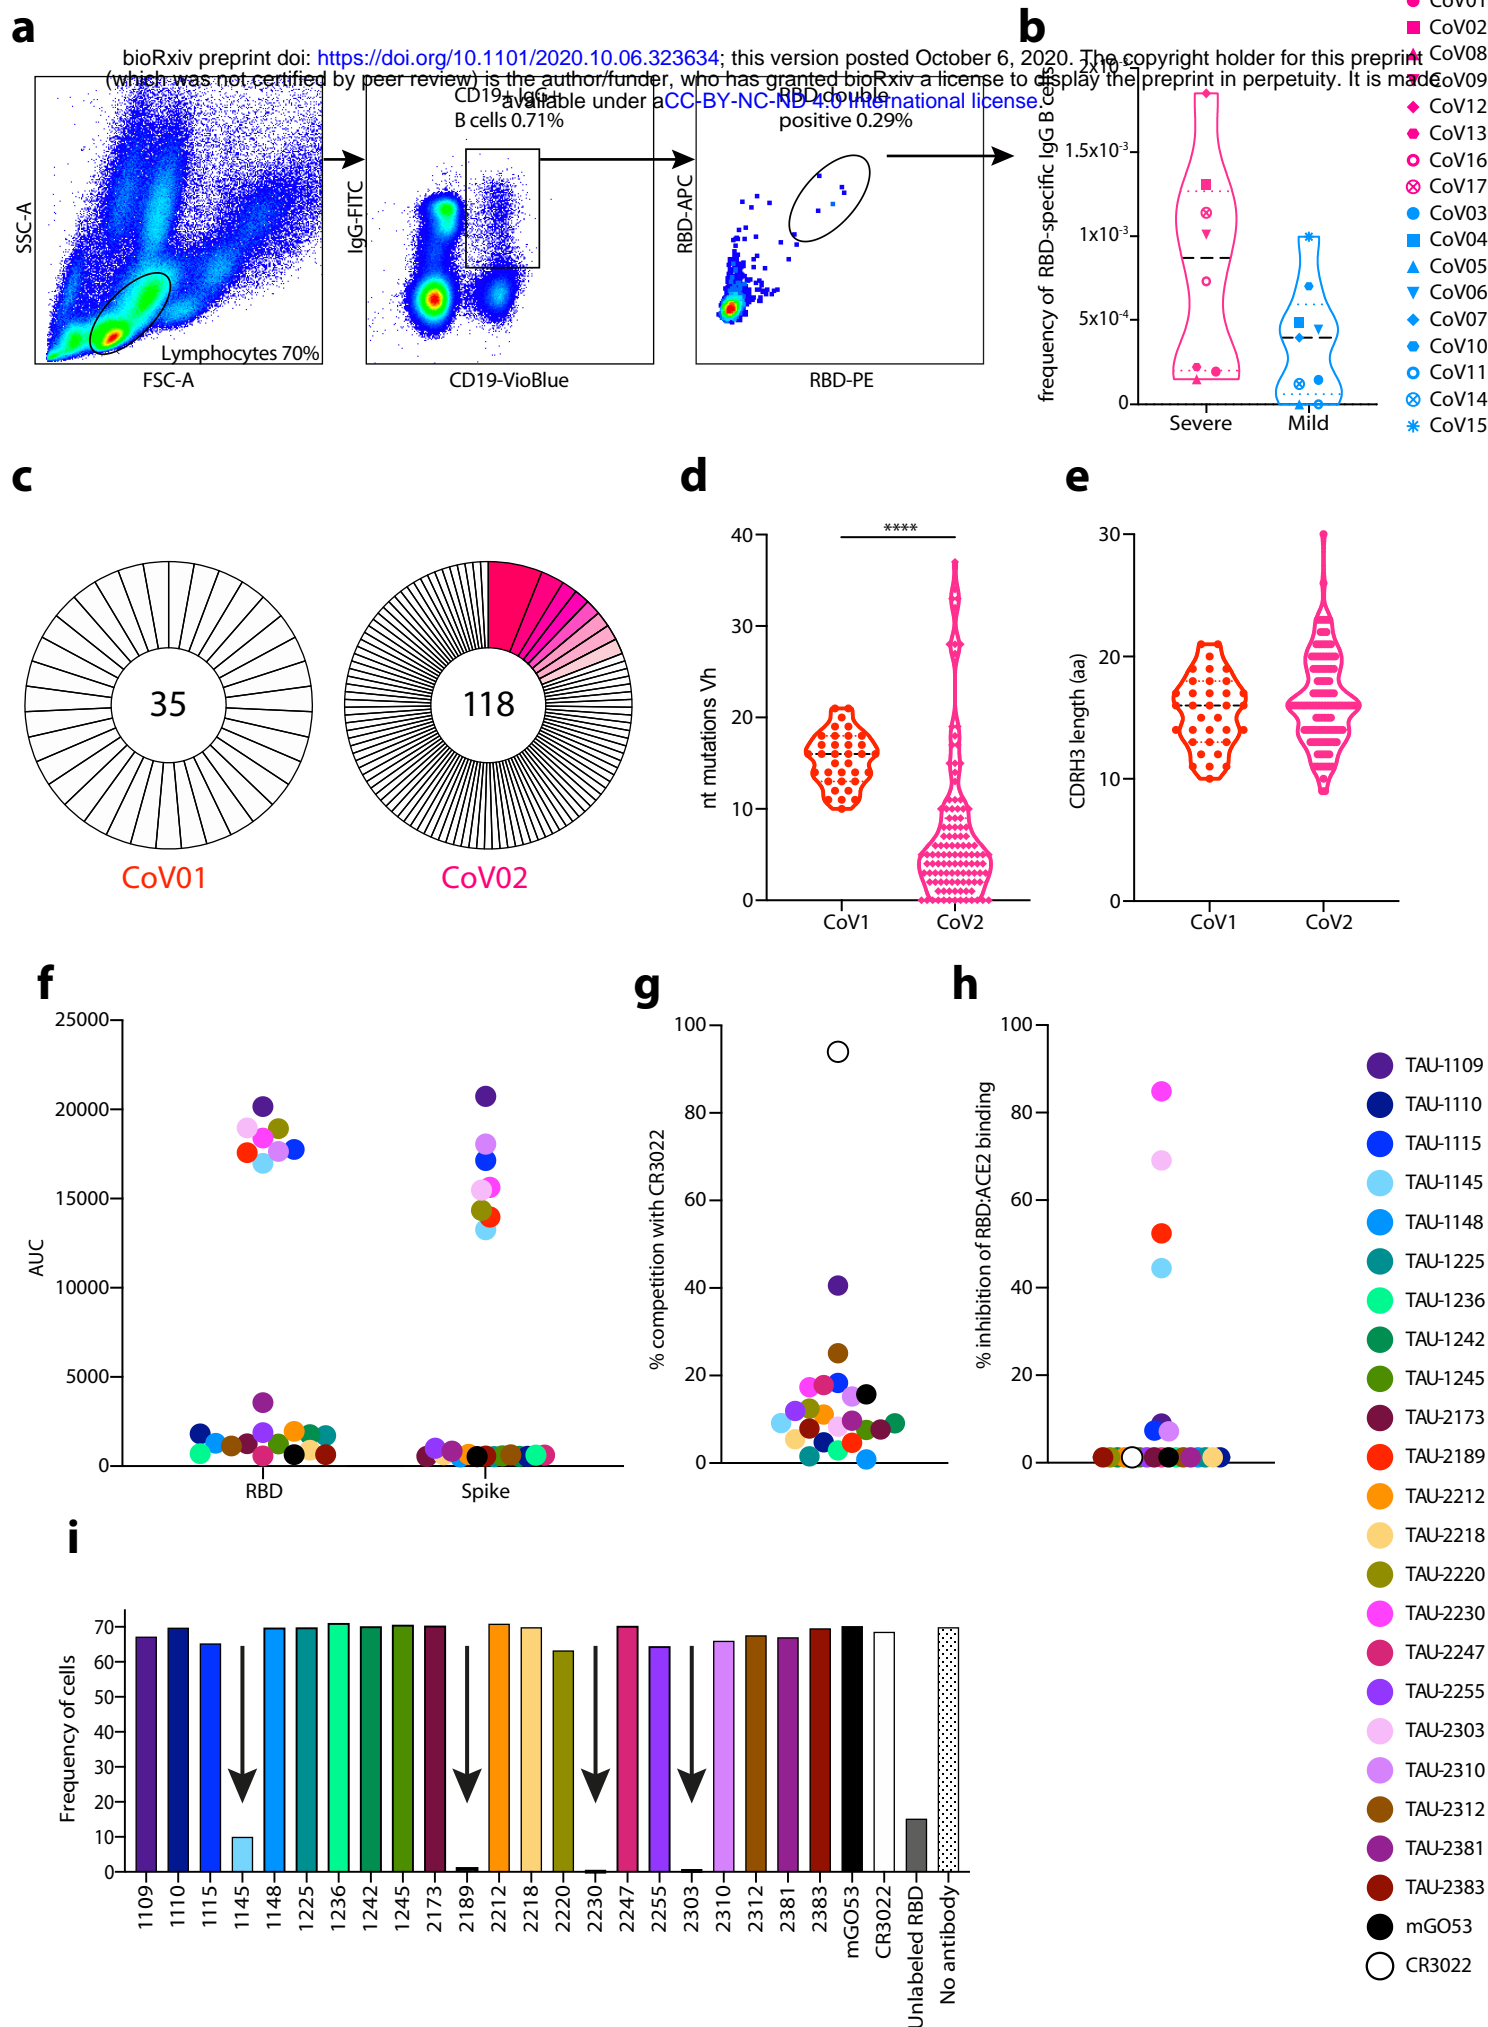 a
b
bioRxiv preprint doi: https://doi.org/10.1101/2020.10.06.323634; this version posted October 6, 2020. The copyright holder for this preprint
(which was not certified by peer review) is the author/funder, who has granted bioRxiv a license to display the preprint in perpetuity. It is made
available under aCC-BY-NC-ND 4.0 International license.
CD19+ IgG+
B cells 0.71%
RBD double
positive 0.29%
SSC-A
Lymphocytes 70%
FSC-A
IgG-FITC
CD19-VioBlue
RBD-APC
RBD-PE
frequency of RBD-specific IgG B cells
2x10-3
1.5x10-3
1x10-3
5x10-4
0
Severe
Mild
CoV01
CoV02
CoV08
CoV09
CoV12
CoV13
CoV16
CoV17
CoV03
CoV04
CoV05
CoV06
CoV07
CoV10
CoV11
CoV14
CoV15
c
35
CoV01
118
CoV02
d
nt mutations Vh
40
30
20
10
0
****
CoV1
CoV2
e
CDRH3 length (aa)
30
20
10
0
CoV1
CoV2
f
AUC
25000
20000
15000
10000
5000
0
RBD
Spike
g
% competition with CR3022
100
80
60
40
20
0
h
% inhibition of RBD:ACE2 binding
100
80
60
40
20
0
TAU-1109
TAU-1110
TAU-1115
TAU-1145
TAU-1148
TAU-1225
TAU-1236
TAU-1242
TAU-1245
TAU-2173
TAU-2189
TAU-2212
TAU-2218
TAU-2220
TAU-2230
TAU-2247
TAU-2255
TAU-2303
TAU-2310
TAU-2312
TAU-2381
TAU-2383
mGO53
CR3022
i
Frequency of cells
70
60
50
40
30
20
10
0
1109
1110
1115
1145
1148
1225
1236
1242
1245
2173
2189
2212
2218
2220
2230
2247
2255
2303
2310
2312
2381
2383
mGO53
CR3022
Unlabeled RBD
No antibody